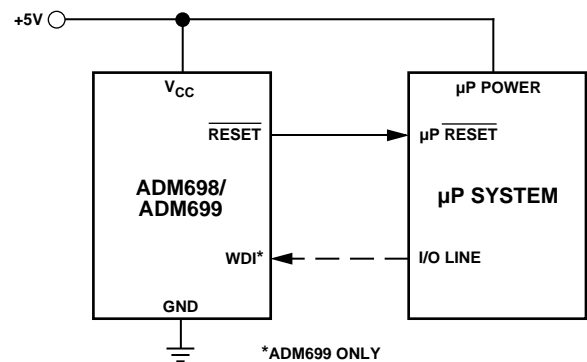 +5V
VCC
µP POWER
RESET
µP RESET
ADM698/
ADM699
µP SYSTEM
WDI*
I/O LINE
GND
*ADM699 ONLY